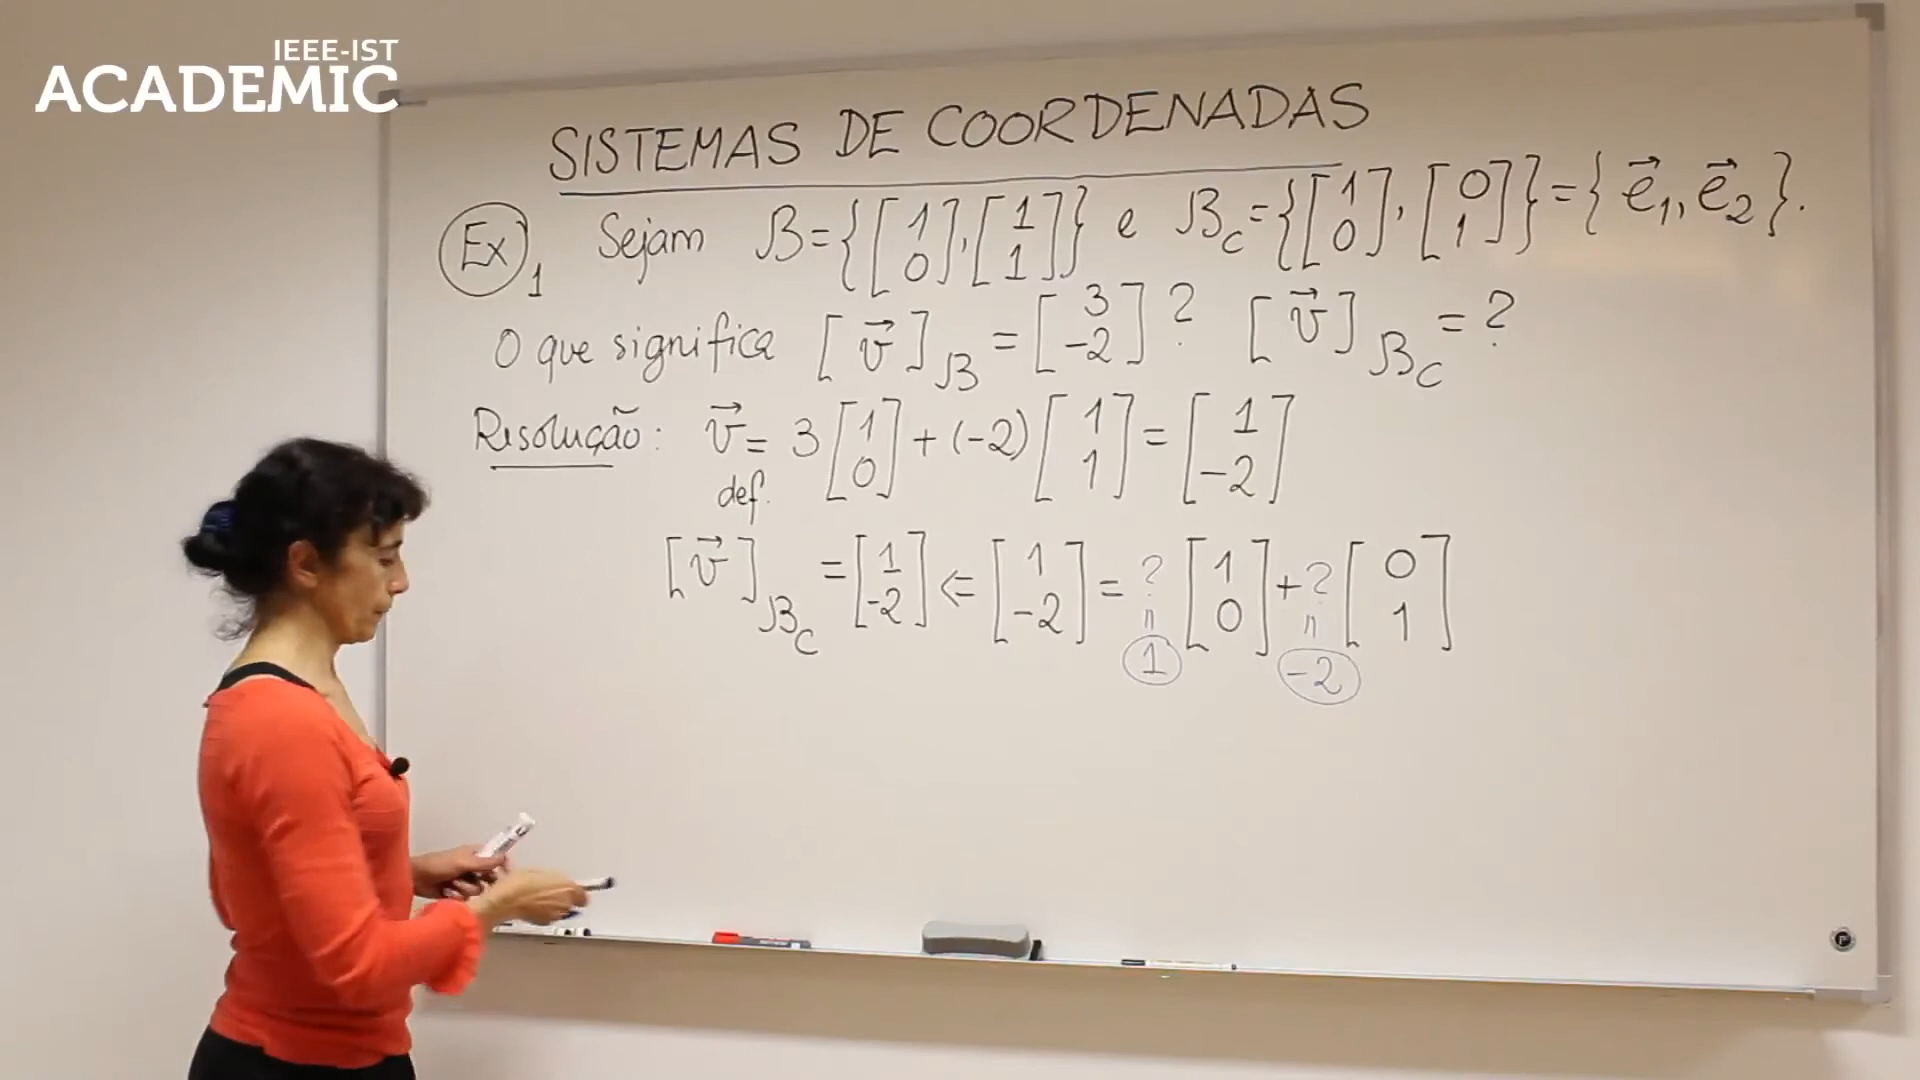 IEEE-IST
ACADEMIC
SISTEMAS DE COORDENADAS
Ex 1 Sejam B={[1 0],[1 1]} e B_C={[1 0],[0 1]}={e⃗1, e⃗2}.
O que significa [v⃗]_B=[3 -2]? [v⃗]_B_C=?
Resolução: v⃗ = 3[1 0]+(-2)[1 1]=[1 -2]
def.
[v⃗]_B_C=[1 -2]⇐[1 -2]=?[1 0]+?[0 1]
= =
1 -2